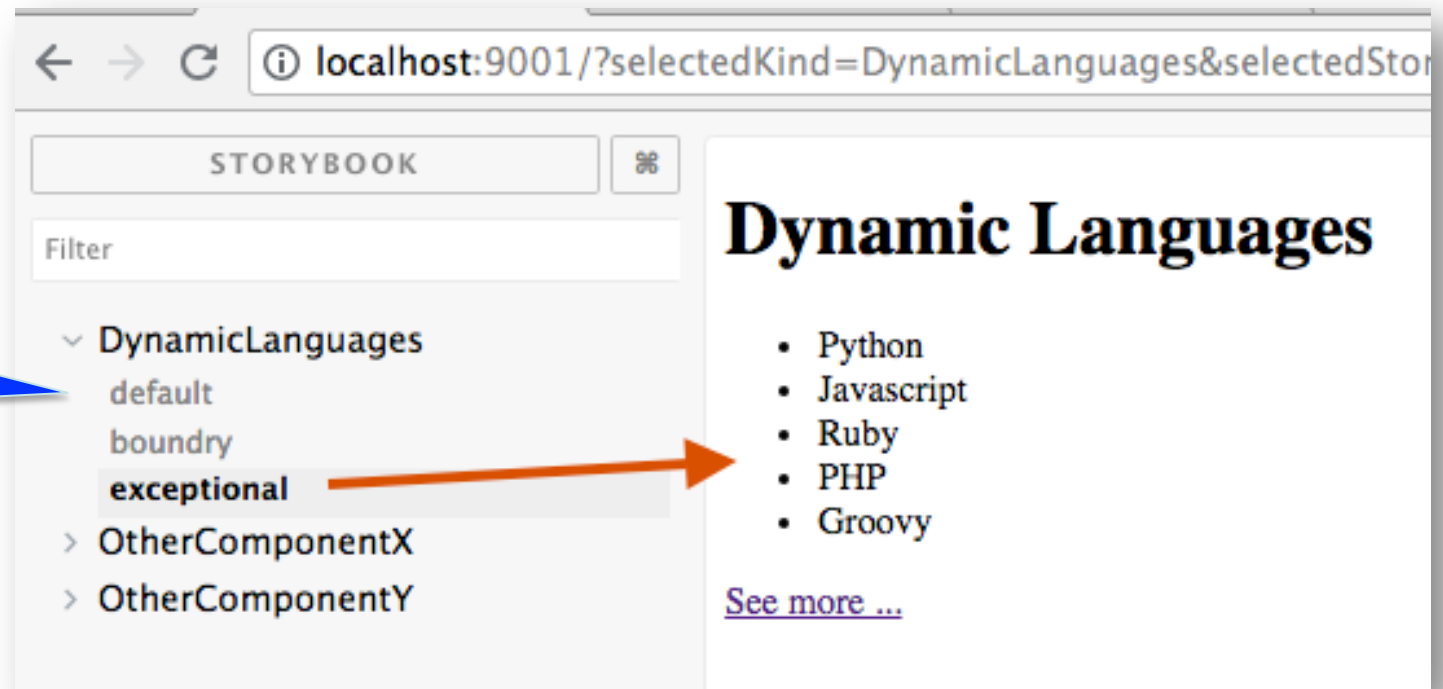 localhost:9001/?selectedKind=DynamicLanguages&selectedStor
STORYBOOK ⌘
Filter
DynamicLanguages
default
boundry
exceptional
OtherComponentX
OtherComponentY
Dynamic Languages
• Python
• Javascript
• Ruby
• PHP
• Groovy
See more ...